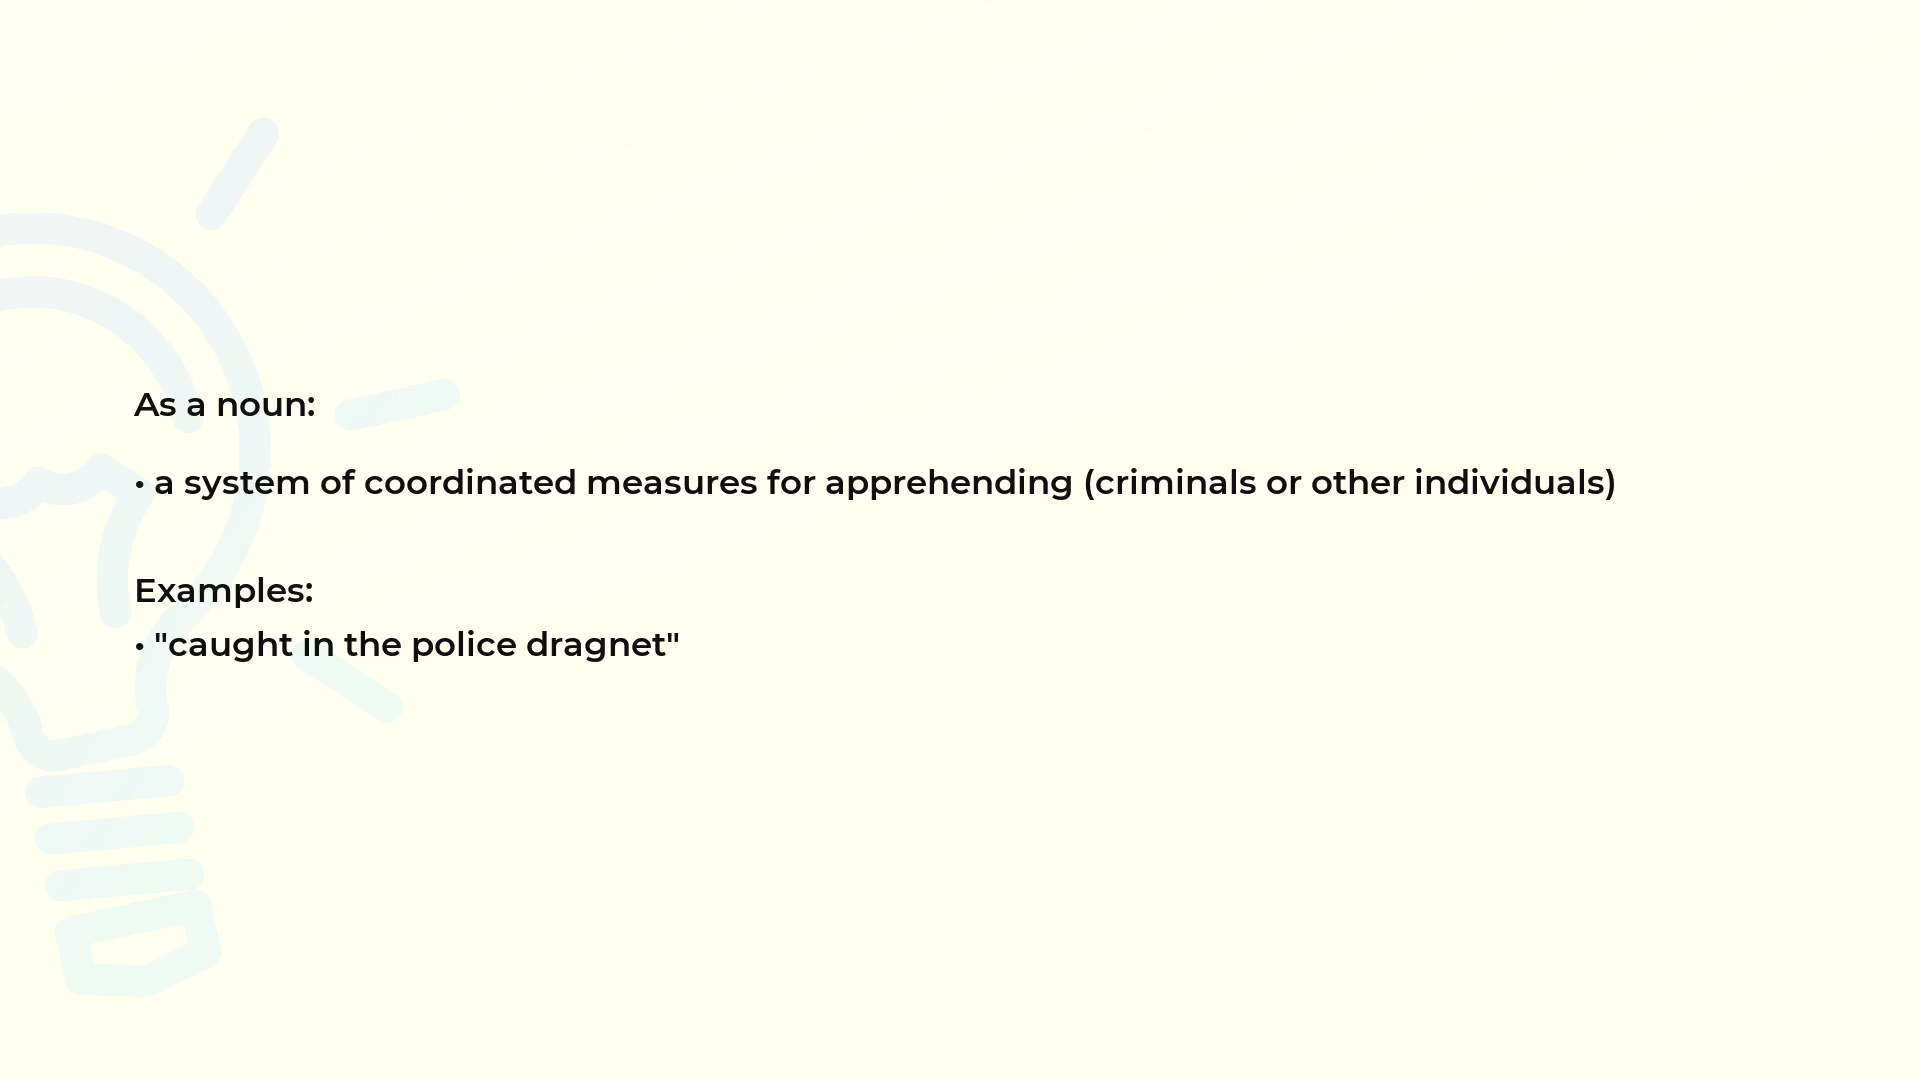 As a noun:
• a system of coordinated measures for apprehending (criminals or other individuals)
Examples:
• "caught in the police dragnet"